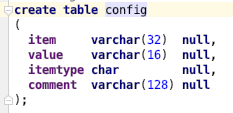 create table config
(
  item     varchar(32)  null,
  value    varchar(16)  null,
  itemtype char         null,
  comment  varchar(128) null
);